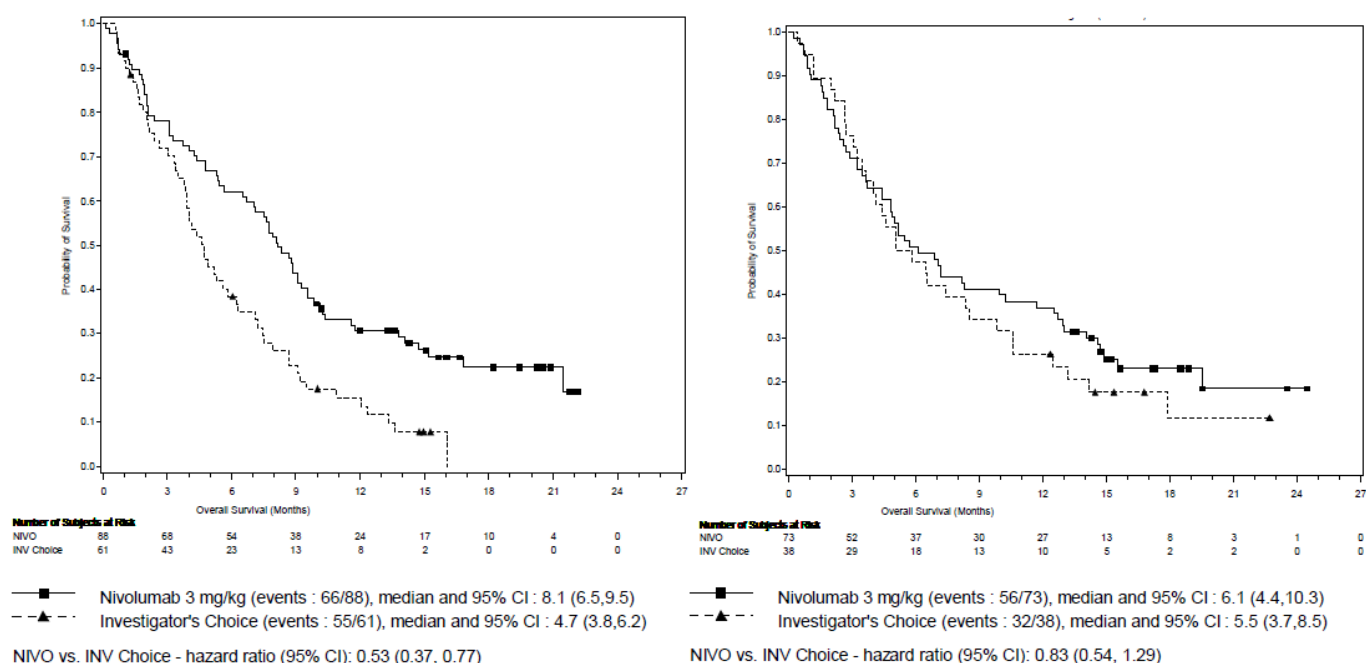 1.0
0.9
0.8
0.7
0.6
0.5
0.4
0.3
0.2
0.1
0.0
Probability of Survival
0 3 6 9 12 15 18 21 24 27
Overall Survival (Months)
Number of Subjects at Risk
NIVO
88 68 54 38 24 17 10 4 0
INV Choice
61 43 23 13 8 2 0 0 0
Nivolumab 3 mg/kg (events : 66/88), median and 95% CI : 8.1 (6.5,9.5)
Investigator's Choice (events : 55/61), median and 95% CI : 4.7 (3.8,6.2)
NIVO vs. INV Choice - hazard ratio (95% CI): 0.53 (0.37, 0.77)
1.0
0.9
0.8
0.7
0.6
0.5
0.4
0.3
0.2
0.1
0.0
Probability of Survival
0 3 6 9 12 15 18 21 24 27
Overall Survival (Months)
Number of Subjects at Risk
NIVO
73 52 37 30 27 13 8 3 1 0
INV Choice
38 29 18 13 10 5 2 2 0 0
Nivolumab 3 mg/kg (events : 56/73), median and 95% CI : 6.1 (4.4,10.3)
Investigator's Choice (events : 32/38), median and 95% CI : 5.5 (3.7,8.5)
NIVO vs. INV Choice - hazard ratio (95% CI): 0.83 (0.54, 1.29)